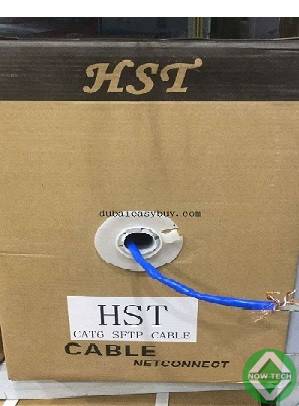 HST
dubaieasybuy.com
HST
CAT6 SFTP CABLE
CABLE
NETCONNECT
NOW-TECH